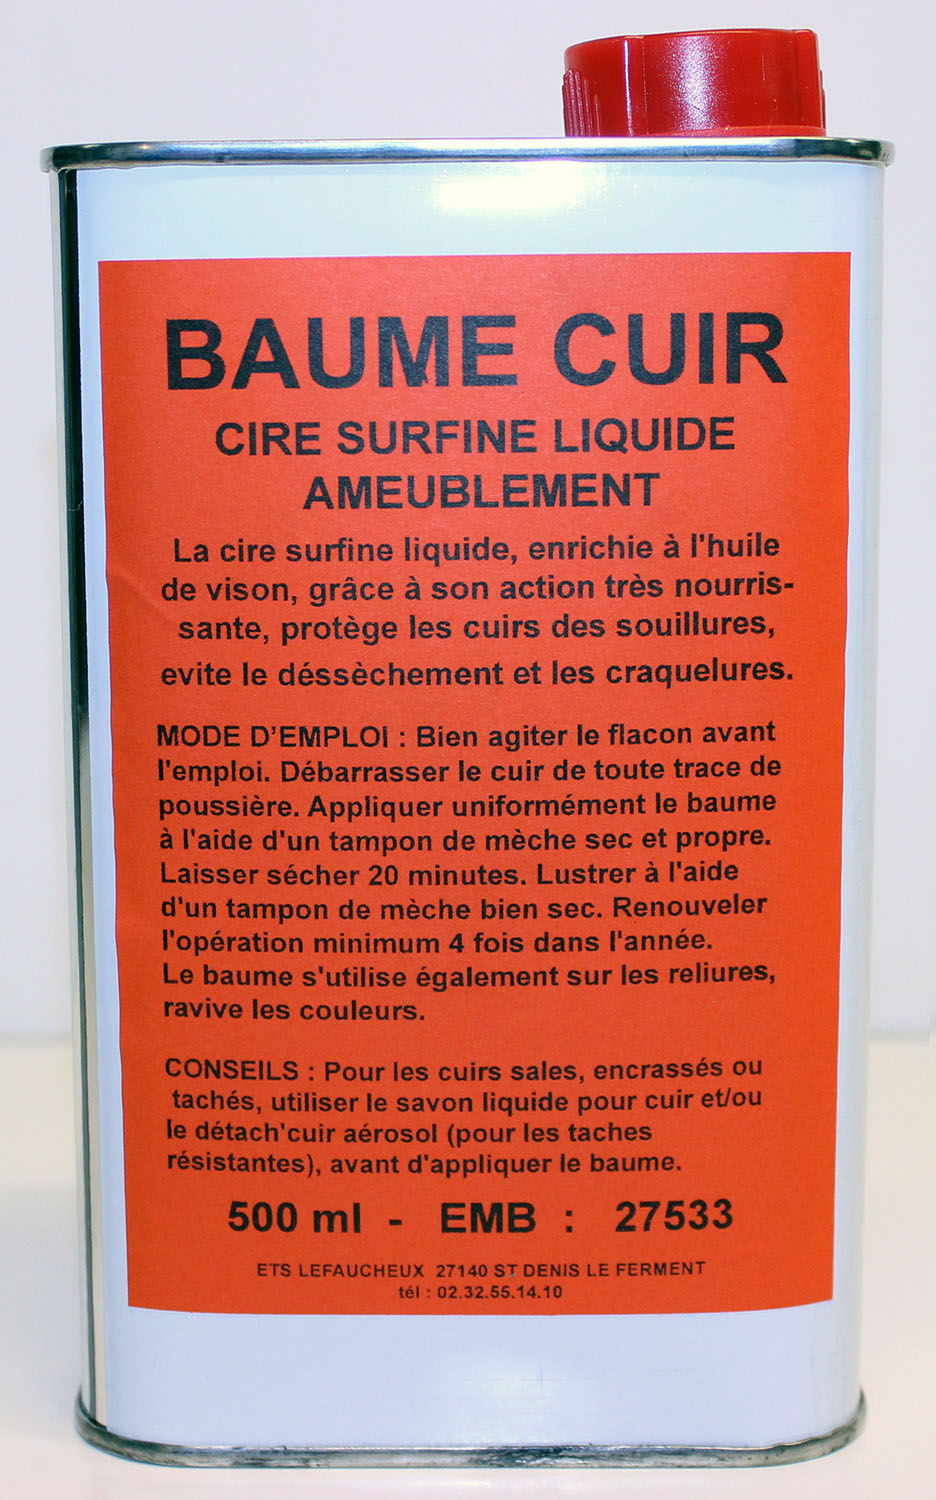 BAUME CUIR
CIRE SURFINE LIQUIDE
AMEUBLEMENT
La cire surfine liquide, enrichie à l'huile
de vison, grâce à son action très nourris-
sante, protège les cuirs des souillures,
evite le déssèchement et les craquelures.
MODE D'EMPLOI : Bien agiter le flacon avant
l'emploi. Débarrasser le cuir de toute trace de
poussière. Appliquer uniformément le baume
à l'aide d'un tampon de mèche sec et propre.
Laisser sécher 20 minutes. Lustrer à l'aide
d'un tampon de mèche bien sec. Renouveler
l'opération minimum 4 fois dans l'année.
Le baume s'utilise également sur les reliures,
ravive les couleurs.
CONSEILS : Pour les cuirs sales, encrassés ou
tachés, utiliser le savon liquide pour cuir et/ou
le détach'cuir aérosol (pour les taches
résistantes), avant d'appliquer le baume.
500 ml - EMB : 27533
ETS LEFAUCHEUX 27140 ST DENIS LE FERMENT
tél : 02.32.55.14.10